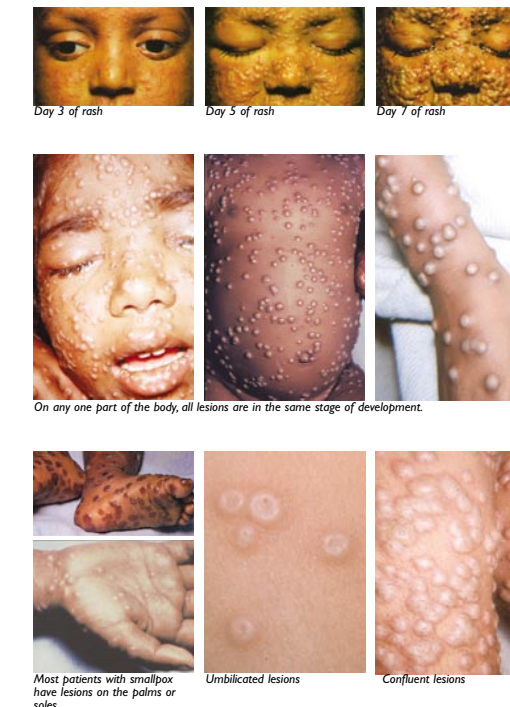 Day 3 of rash
Day 5 of rash
Day 7 of rash
On any one part of the body, all lesions are in the same stage of development.
Most patients with smallpox
have lesions on the palms or
soles.
Umbilicated lesions
Confluent lesions